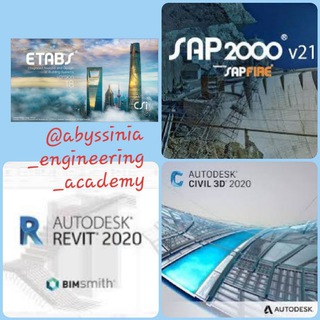 ETABS®
CSI
SAP2000® v21
SAPFIRE®
@abyssinia
_engineering
_academy
R AUTODESK®
REVIT® 2020
BIMsmith®
C AUTODESK®
CIVIL 3D® 2020
AUTODESK